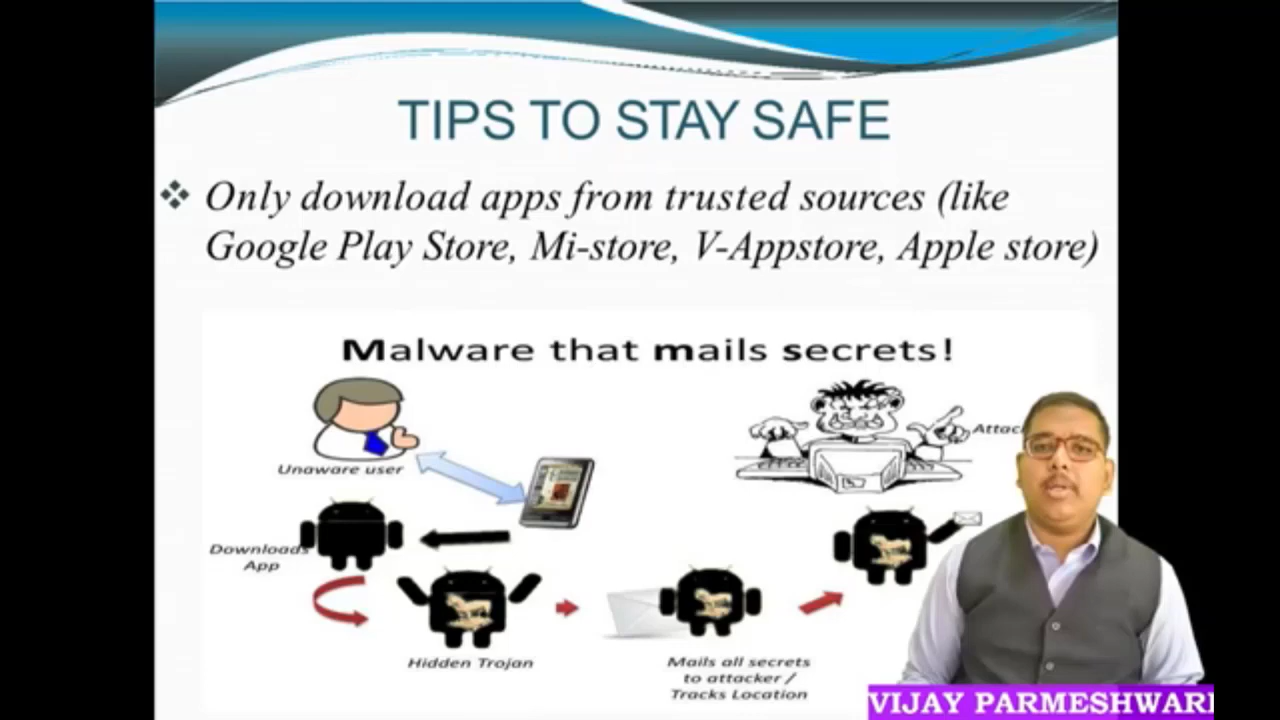 TIPS TO STAY SAFE
❖ Only download apps from trusted sources (like
Google Play Store, Mi-store, V-Appstore, Apple store)
Malware that mails secrets!
Unaware user
Downloads
App
Hidden Trojan
Mails all secrets
to attacker /
Tracks Location
VIJAY PARMESHWARI